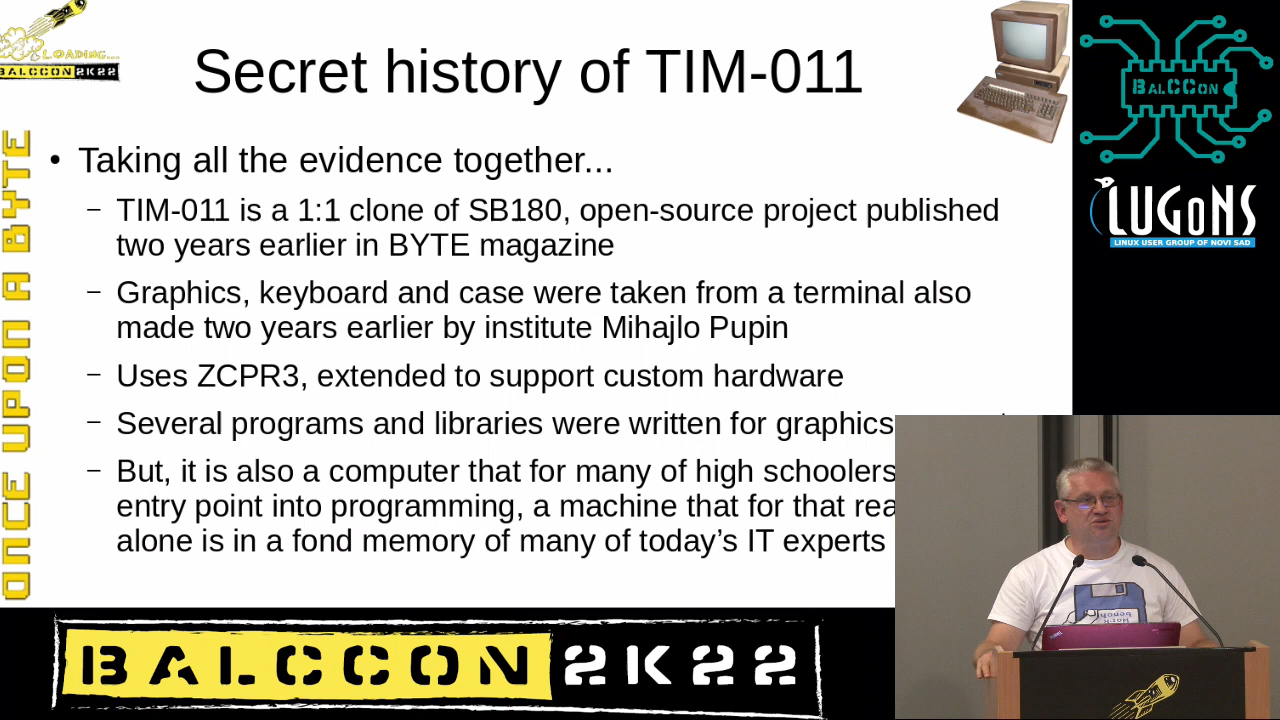 LOADING...
BALCCON2K22
Secret history of TIM-011
BALCCON
LUGONS
LINUX USER GROUP OF NOVI SAD
ONCE UPON A BYTE
• Taking all the evidence together...
– TIM-011 is a 1:1 clone of SB180, open-source project published
two years earlier in BYTE magazine
– Graphics, keyboard and case were taken from a terminal also
made two years earlier by institute Mihajlo Pupin
– Uses ZCPR3, extended to support custom hardware
– Several programs and libraries were written for graphics
– But, it is also a computer that for many of high schoolers
entry point into programming, a machine that for that
alone is in a fond memory of many of today's IT experts
Work
bench
BALCCON 2K22